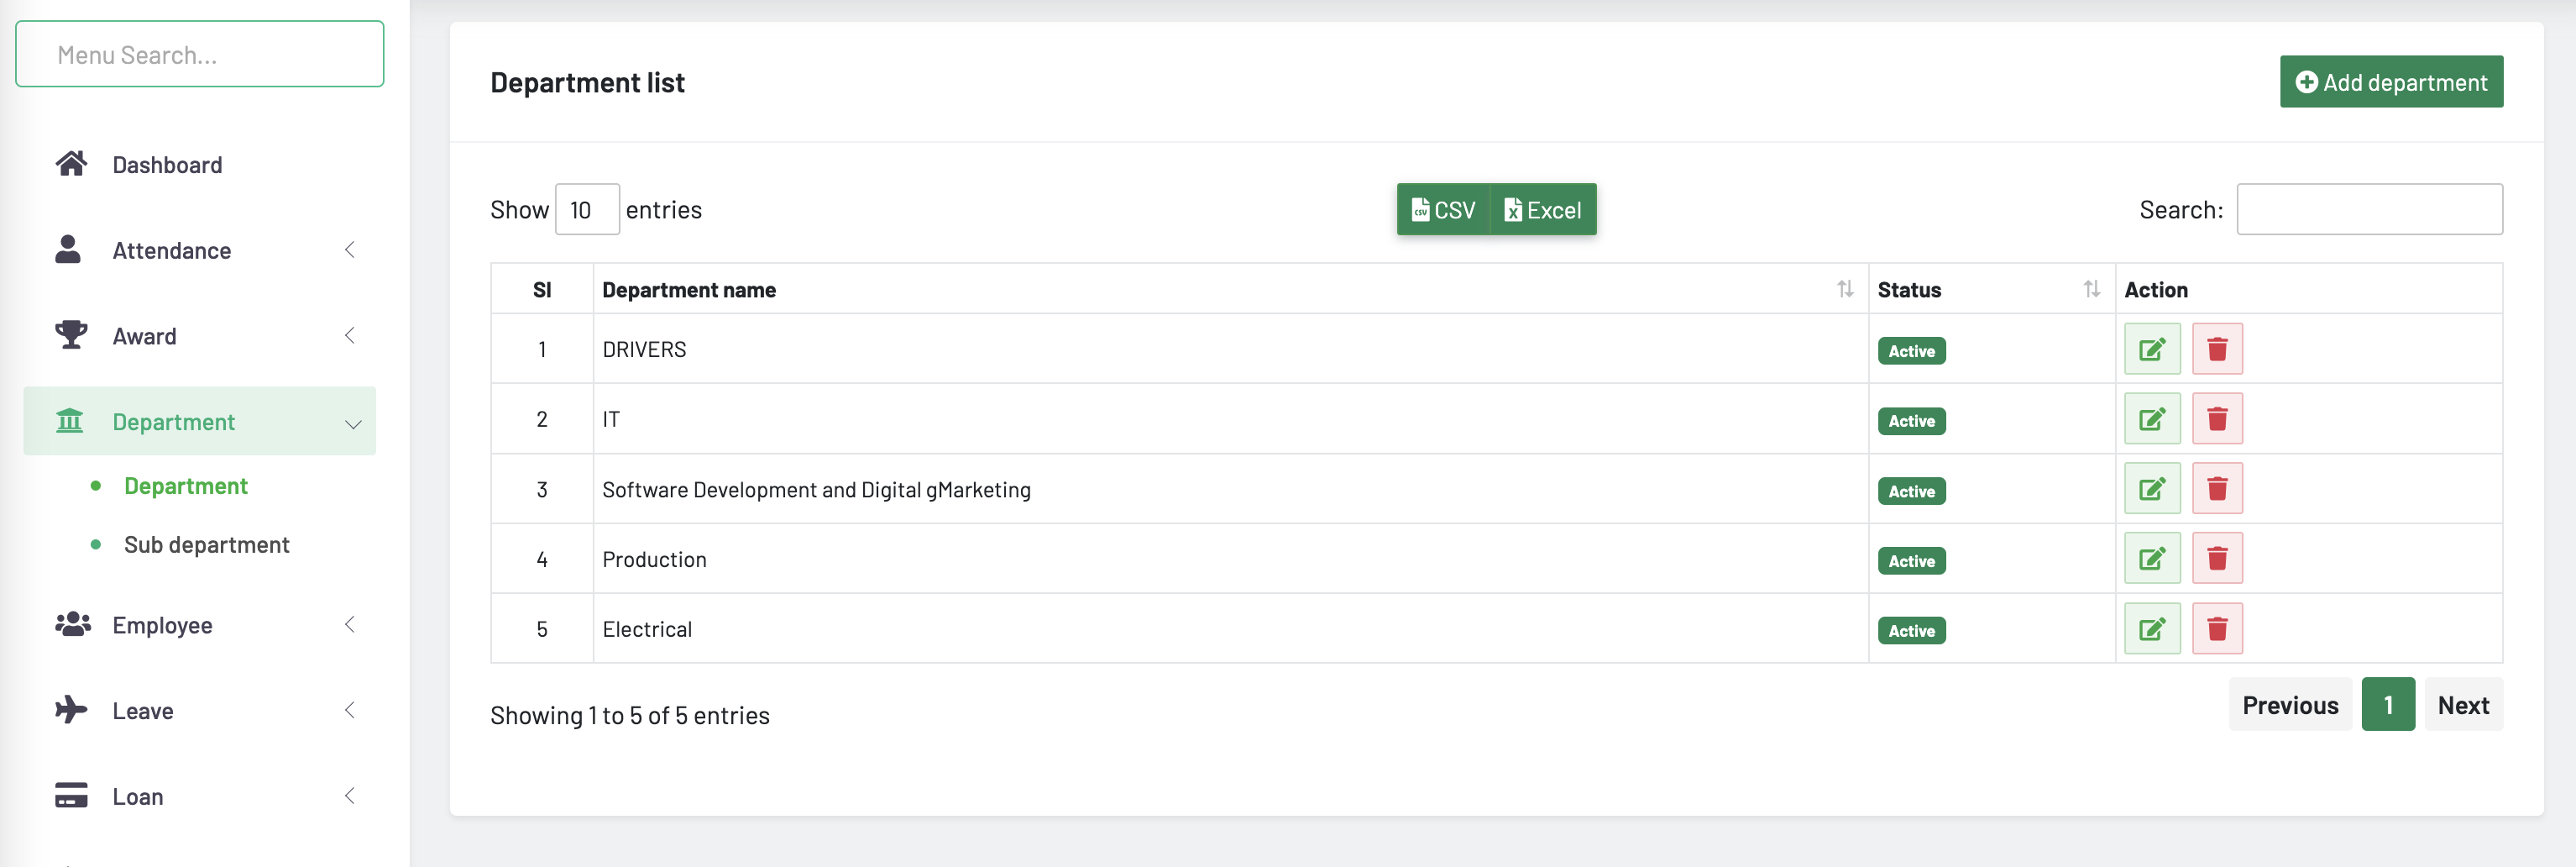 Menu Search...
Dashboard
Attendance
Award
Department
Department
Sub department
Employee
Leave
Loan
Department list
Add department
Show 10 entries
CSV Excel
Search:
Sl Department name Status Action
1 DRIVERS Active
2 IT Active
3 Software Development and Digital gMarketing Active
4 Production Active
5 Electrical Active
Showing 1 to 5 of 5 entries
Previous 1 Next